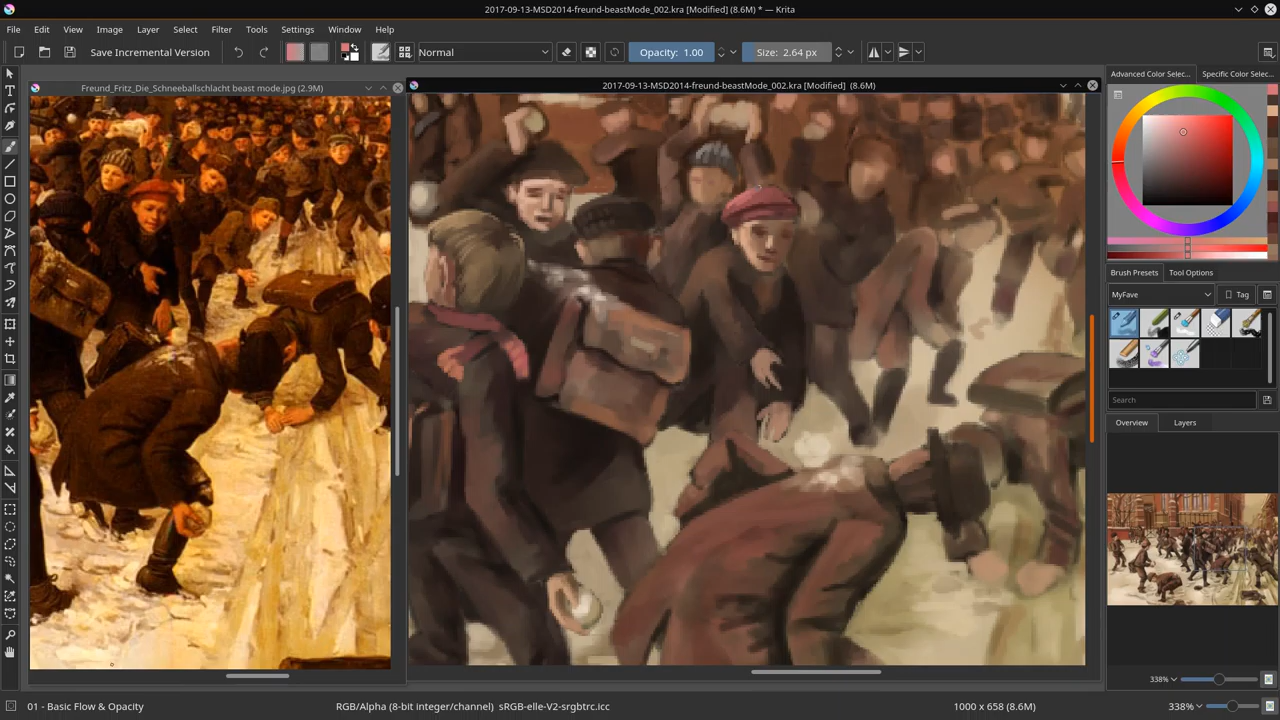 2017-09-13-MSD2014-freund-beastMode_002.kra [Modified] (8.6M) * — Krita
File Edit View Image Layer Select Filter Tools Settings Window Help
Save Incremental Version Normal Opacity: 1.00 Size: 2.64 px
Freund_Fritz_Die_Schneeballschlacht beast mode.jpg (2.9M)
2017-09-13-MSD2014-freund-beastMode_002.kra [Modified] (8.6M)
Advanced Color Selec... Specific Color Selec...
Brush Presets Tool Options
MyFave Tag
Search
Overview Layers
338%
01 - Basic Flow & Opacity RGB/Alpha (8-bit integer/channel) sRGB-elle-V2-srgbtrc.icc 1000 x 658 (8.6M) 338%